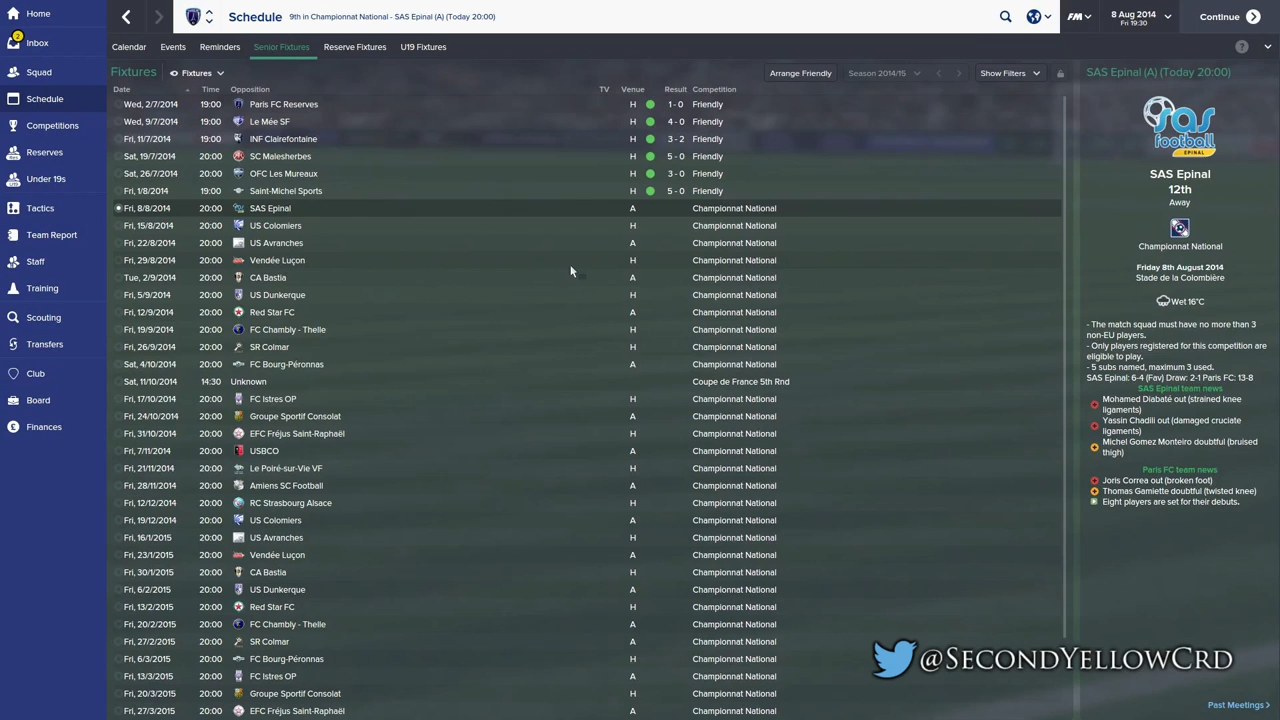 Home
2
Inbox
Squad
Schedule
Competitions
Reserves
Under 19s
Tactics
Team Report
Staff
Training
Scouting
Transfers
Club
Board
Finances
Schedule
9th in Championnat National - SAS Epinal (A) (Today 20:00)
FM
8 Aug 2014
Fri 19:30
Continue
Calendar Events Reminders Senior Fixtures Reserve Fixtures U19 Fixtures
?
Fixtures Fixtures Arrange Friendly Season 2014/15 Show Filters
Date Time Opposition TV Venue Result Competition
Wed, 2/7/2014 19:00 Paris FC Reserves H 1 - 0 Friendly
Wed, 9/7/2014 19:00 Le Mée SF H 4 - 0 Friendly
Fri, 11/7/2014 19:00 INF Clairefontaine H 3 - 2 Friendly
Sat, 19/7/2014 20:00 SC Malesherbes H 5 - 0 Friendly
Sat, 26/7/2014 20:00 OFC Les Mureaux H 3 - 0 Friendly
Fri, 1/8/2014 19:00 Saint-Michel Sports H 5 - 0 Friendly
Fri, 8/8/2014 20:00 SAS Epinal A Championnat National
Fri, 15/8/2014 20:00 US Colomiers H Championnat National
Fri, 22/8/2014 20:00 US Avranches A Championnat National
Fri, 29/8/2014 20:00 Vendée Luçon H Championnat National
Tue, 2/9/2014 20:00 CA Bastia A Championnat National
Fri, 5/9/2014 20:00 US Dunkerque H Championnat National
Fri, 12/9/2014 20:00 Red Star FC A Championnat National
Fri, 19/9/2014 20:00 FC Chambly - Thelle H Championnat National
Fri, 26/9/2014 20:00 SR Colmar H Championnat National
Sat, 4/10/2014 20:00 FC Bourg-Péronnas A Championnat National
Sat, 11/10/2014 14:30 Unknown Coupe de France 5th Rnd
Fri, 17/10/2014 20:00 FC Istres OP H Championnat National
Fri, 24/10/2014 20:00 Groupe Sportif Consolat A Championnat National
Fri, 31/10/2014 20:00 EFC Fréjus Saint-Raphaël H Championnat National
Fri, 7/11/2014 20:00 USBCO A Championnat National
Fri, 21/11/2014 20:00 Le Poiré-sur-Vie VF H Championnat National
Fri, 28/11/2014 20:00 Amiens SC Football A Championnat National
Fri, 12/12/2014 20:00 RC Strasbourg Alsace H Championnat National
Fri, 19/12/2014 20:00 US Colomiers A Championnat National
Fri, 16/1/2015 20:00 US Avranches H Championnat National
Fri, 23/1/2015 20:00 Vendée Luçon A Championnat National
Fri, 30/1/2015 20:00 CA Bastia H Championnat National
Fri, 6/2/2015 20:00 US Dunkerque A Championnat National
Fri, 13/2/2015 20:00 Red Star FC H Championnat National
Fri, 20/2/2015 20:00 FC Chambly - Thelle A Championnat National
Fri, 27/2/2015 20:00 SR Colmar A Championnat National
Fri, 6/3/2015 20:00 FC Bourg-Péronnas H Championnat National
Fri, 13/3/2015 20:00 FC Istres OP A Championnat National
Fri, 20/3/2015 20:00 Groupe Sportif Consolat H Championnat National
Fri, 27/3/2015 20:00 EFC Fréjus Saint-Raphaël A Championnat National
SAS Epinal (A) (Today 20:00)
sas
football
EPINAL
SAS Epinal
12th
Away
Championnat National
Friday 8th August 2014
Stade de la Colombière
Wet 16°C
- The match squad must have no more than 3
non-EU players.
- Only players registered for this competition are
eligible to play.
- 5 subs named, maximum 3 used.
SAS Epinal: 6-4 (Fav) Draw: 2-1 Paris FC: 13-8
SAS Epinal team news
Mohamed Diabaté out (strained knee
ligaments)
Yassin Chadili out (damaged cruciate
ligaments)
Michel Gomez Monteiro doubtful (bruised
thigh)
Paris FC team news
Joris Correa out (broken foot)
Thomas Gamiette doubtful (twisted knee)
Eight players are set for their debuts.
@SecondYellowCrd
Past Meetings >